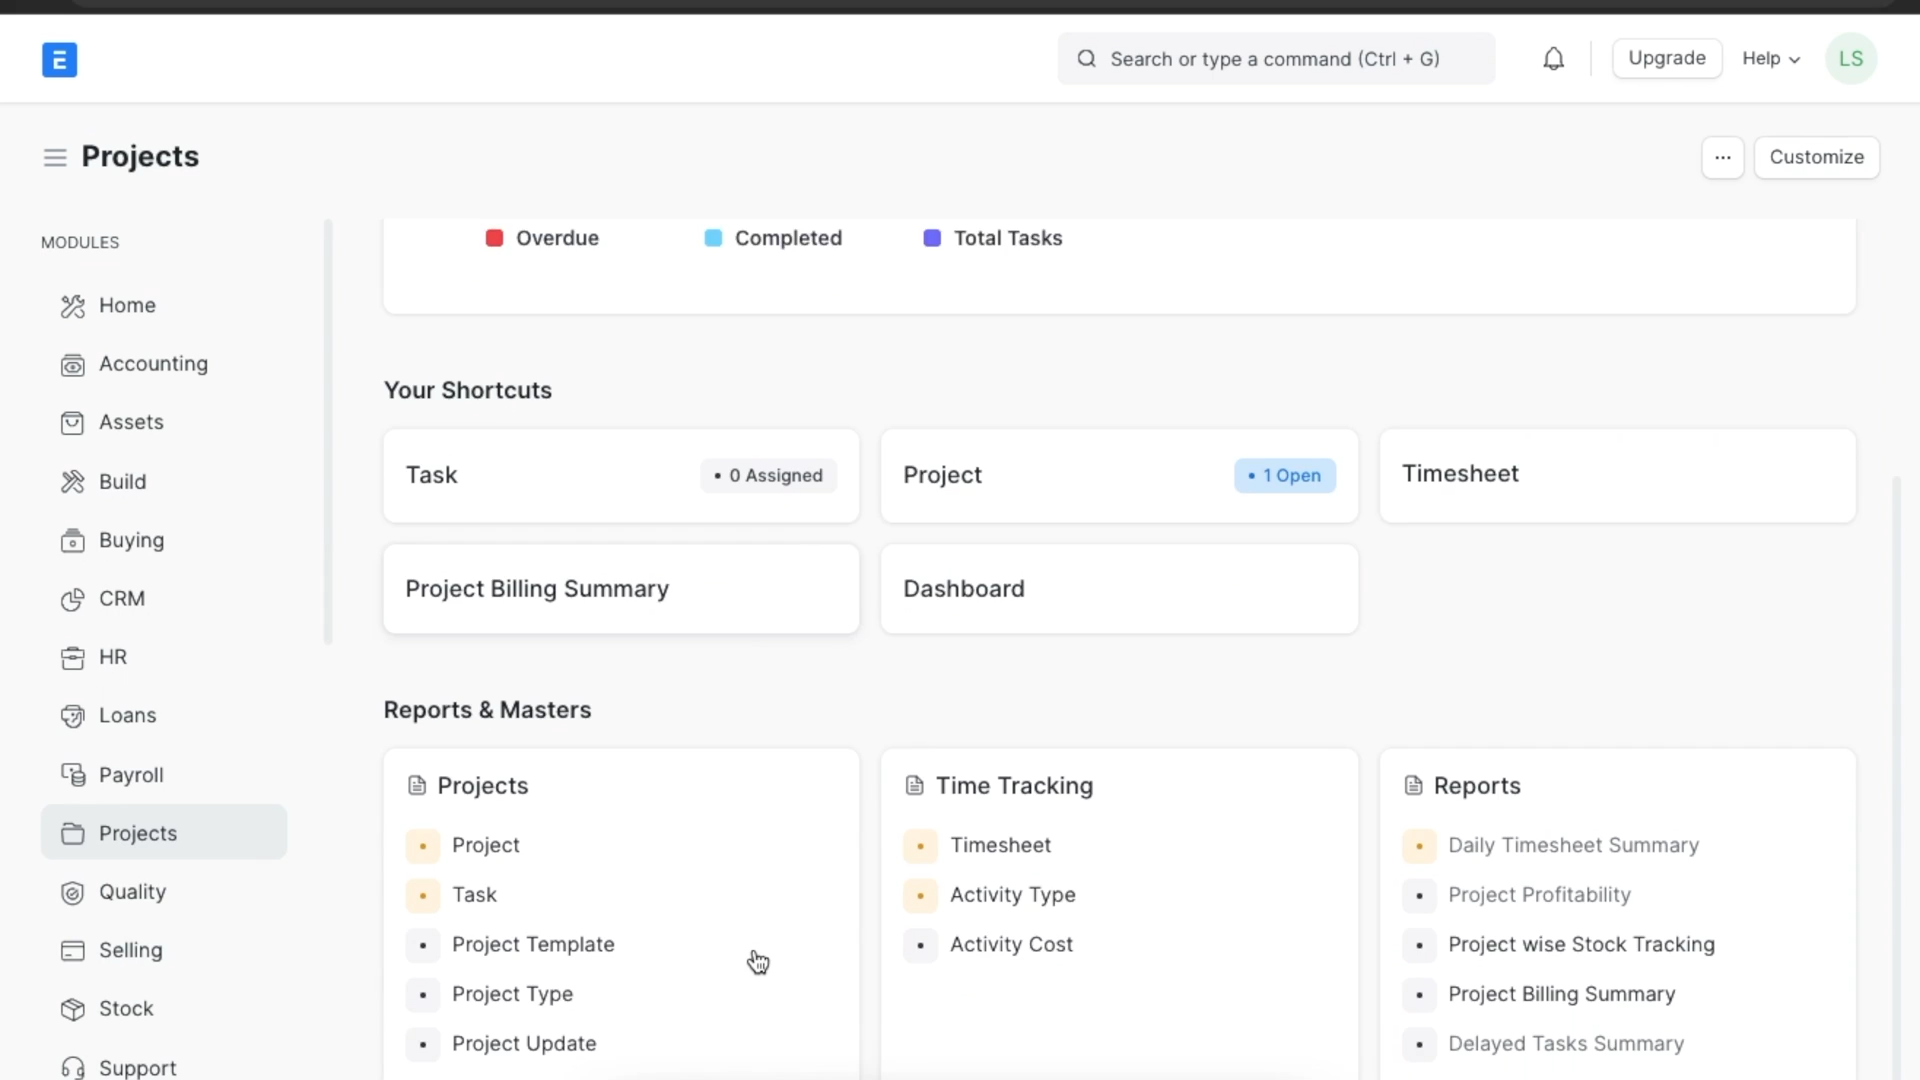 E
Search or type a command (Ctrl + G)
Upgrade
Help
LS
Projects
...
Customize
MODULES
Home
Accounting
Assets
Build
Buying
CRM
HR
Loans
Payroll
Projects
Quality
Selling
Stock
Support
Overdue
Completed
Total Tasks
Your Shortcuts
Task
• 0 Assigned
Project
• 1 Open
Timesheet
Project Billing Summary
Dashboard
Reports & Masters
Projects
Project
Task
Project Template
Project Type
Project Update
Time Tracking
Timesheet
Activity Type
Activity Cost
Reports
Daily Timesheet Summary
Project Profitability
Project wise Stock Tracking
Project Billing Summary
Delayed Tasks Summary